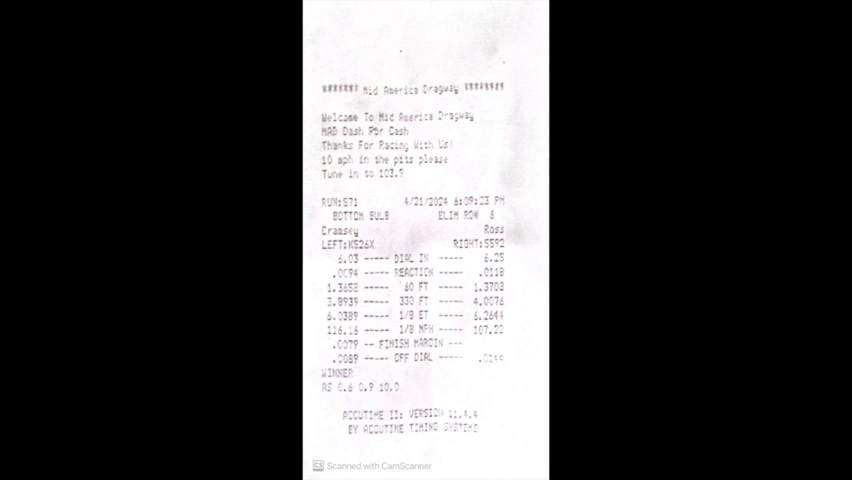 ******* Mid America Dragway *******
Welcome To Mid America Dragway
MAD Dash For Cash
Thanks For Racing With Us!
10 mph in the pits please
Tune in to 103.9
RUN:571 4/21/2024 6:09:23 PM
BOTTOM BULB ELIM RD# 6
Cramsey Ross
LEFT:K526X RIGHT:5592
6.03 ----- DIAL IN ----- 6.25
.0094 ----- REACTION ----- .0118
1.3658 ----- 60 FT ----- 1.3708
3.8939 ----- 330 FT ----- 4.0076
6.0389 ----- 1/8 ET ----- 6.2644
116.16 ----- 1/8 MPH ----- 107.22
.0079 -- FINISH MARGIN ---
.0089 ----- OFF DIAL ----- .0144
WINNER
AS 0.6 0.9 10.0
ACCUTIME II: VERSION 11.4.4
BY ACCUTIME TIMING SYSTEMS
CS Scanned with CamScanner